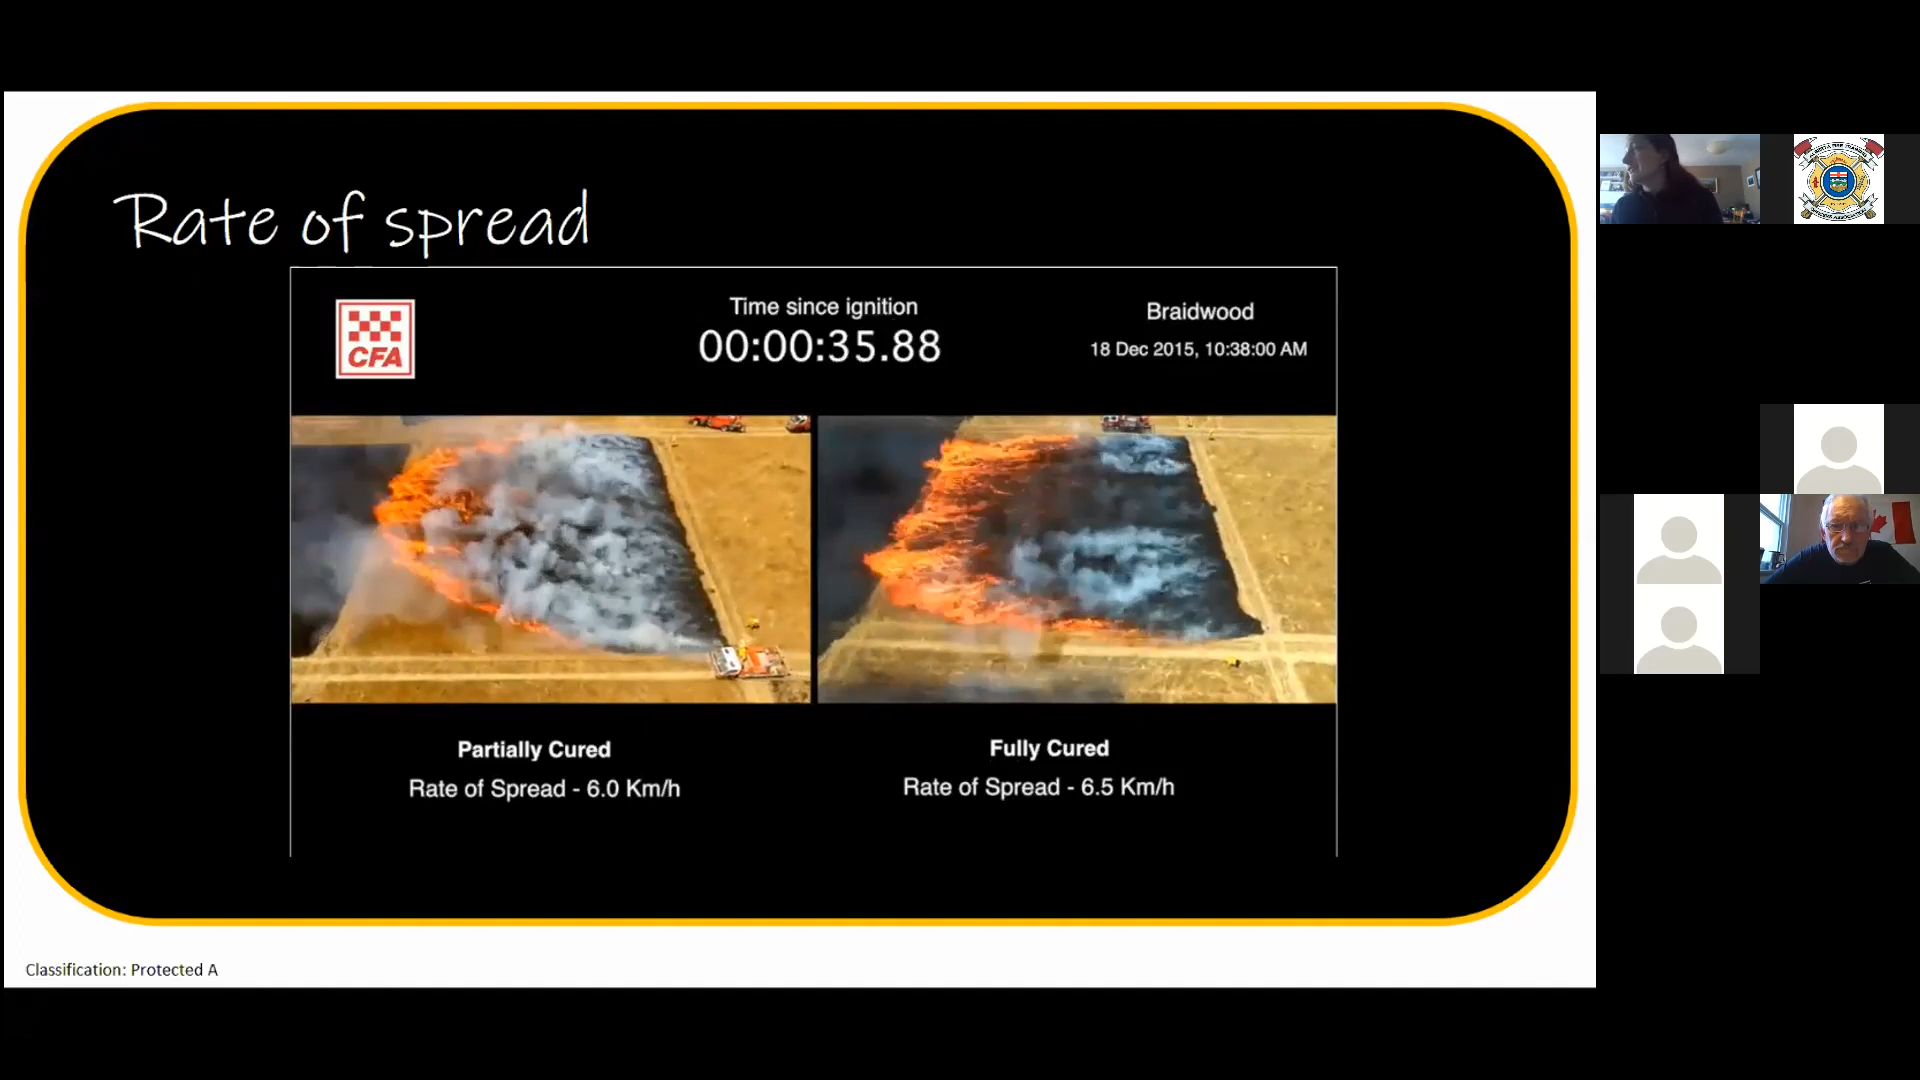 Rate of spread
CFA
Time since ignition
00:00:35.88
Braidwood
18 Dec 2015, 10:38:00 AM
Partially Cured
Rate of Spread - 6.0 Km/h
Fully Cured
Rate of Spread - 6.5 Km/h
Classification: Protected A